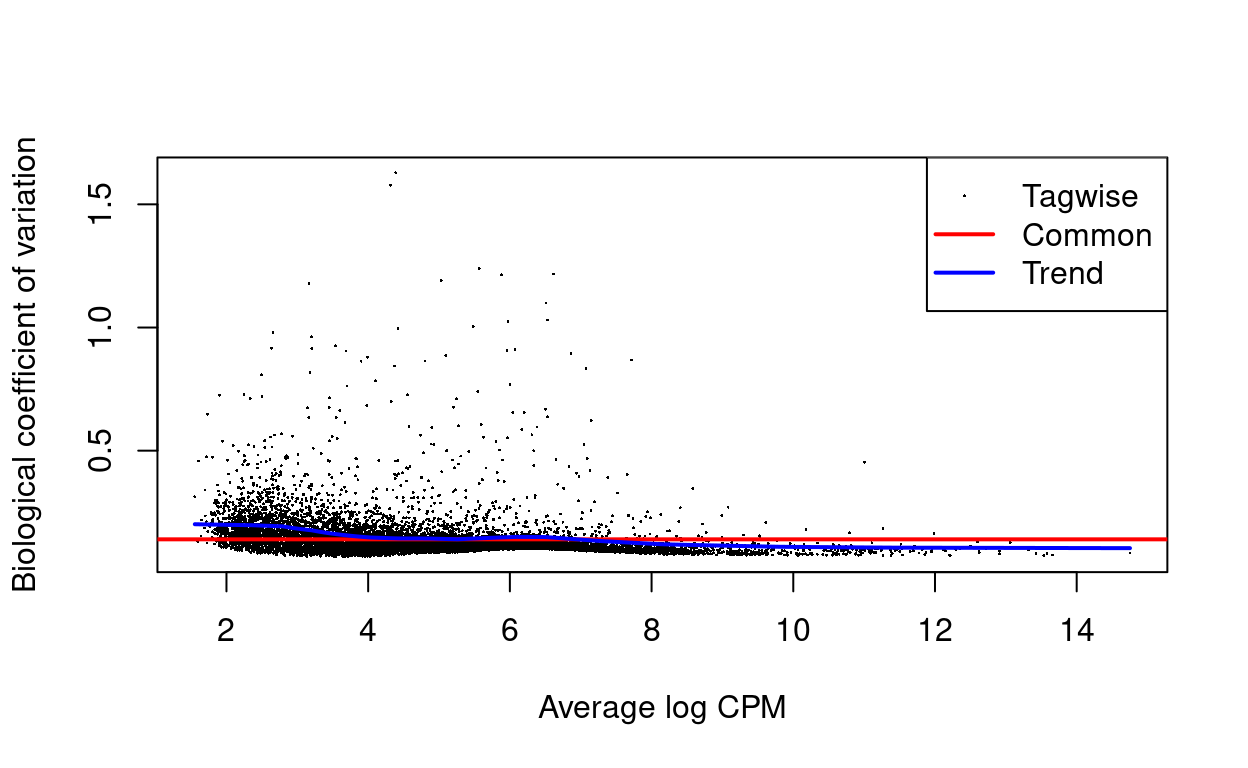 Biological coefficient of variation
1.5
1.0
0.5
Tagwise
Common
Trend
2 4 6 8 10 12 14
Average log CPM